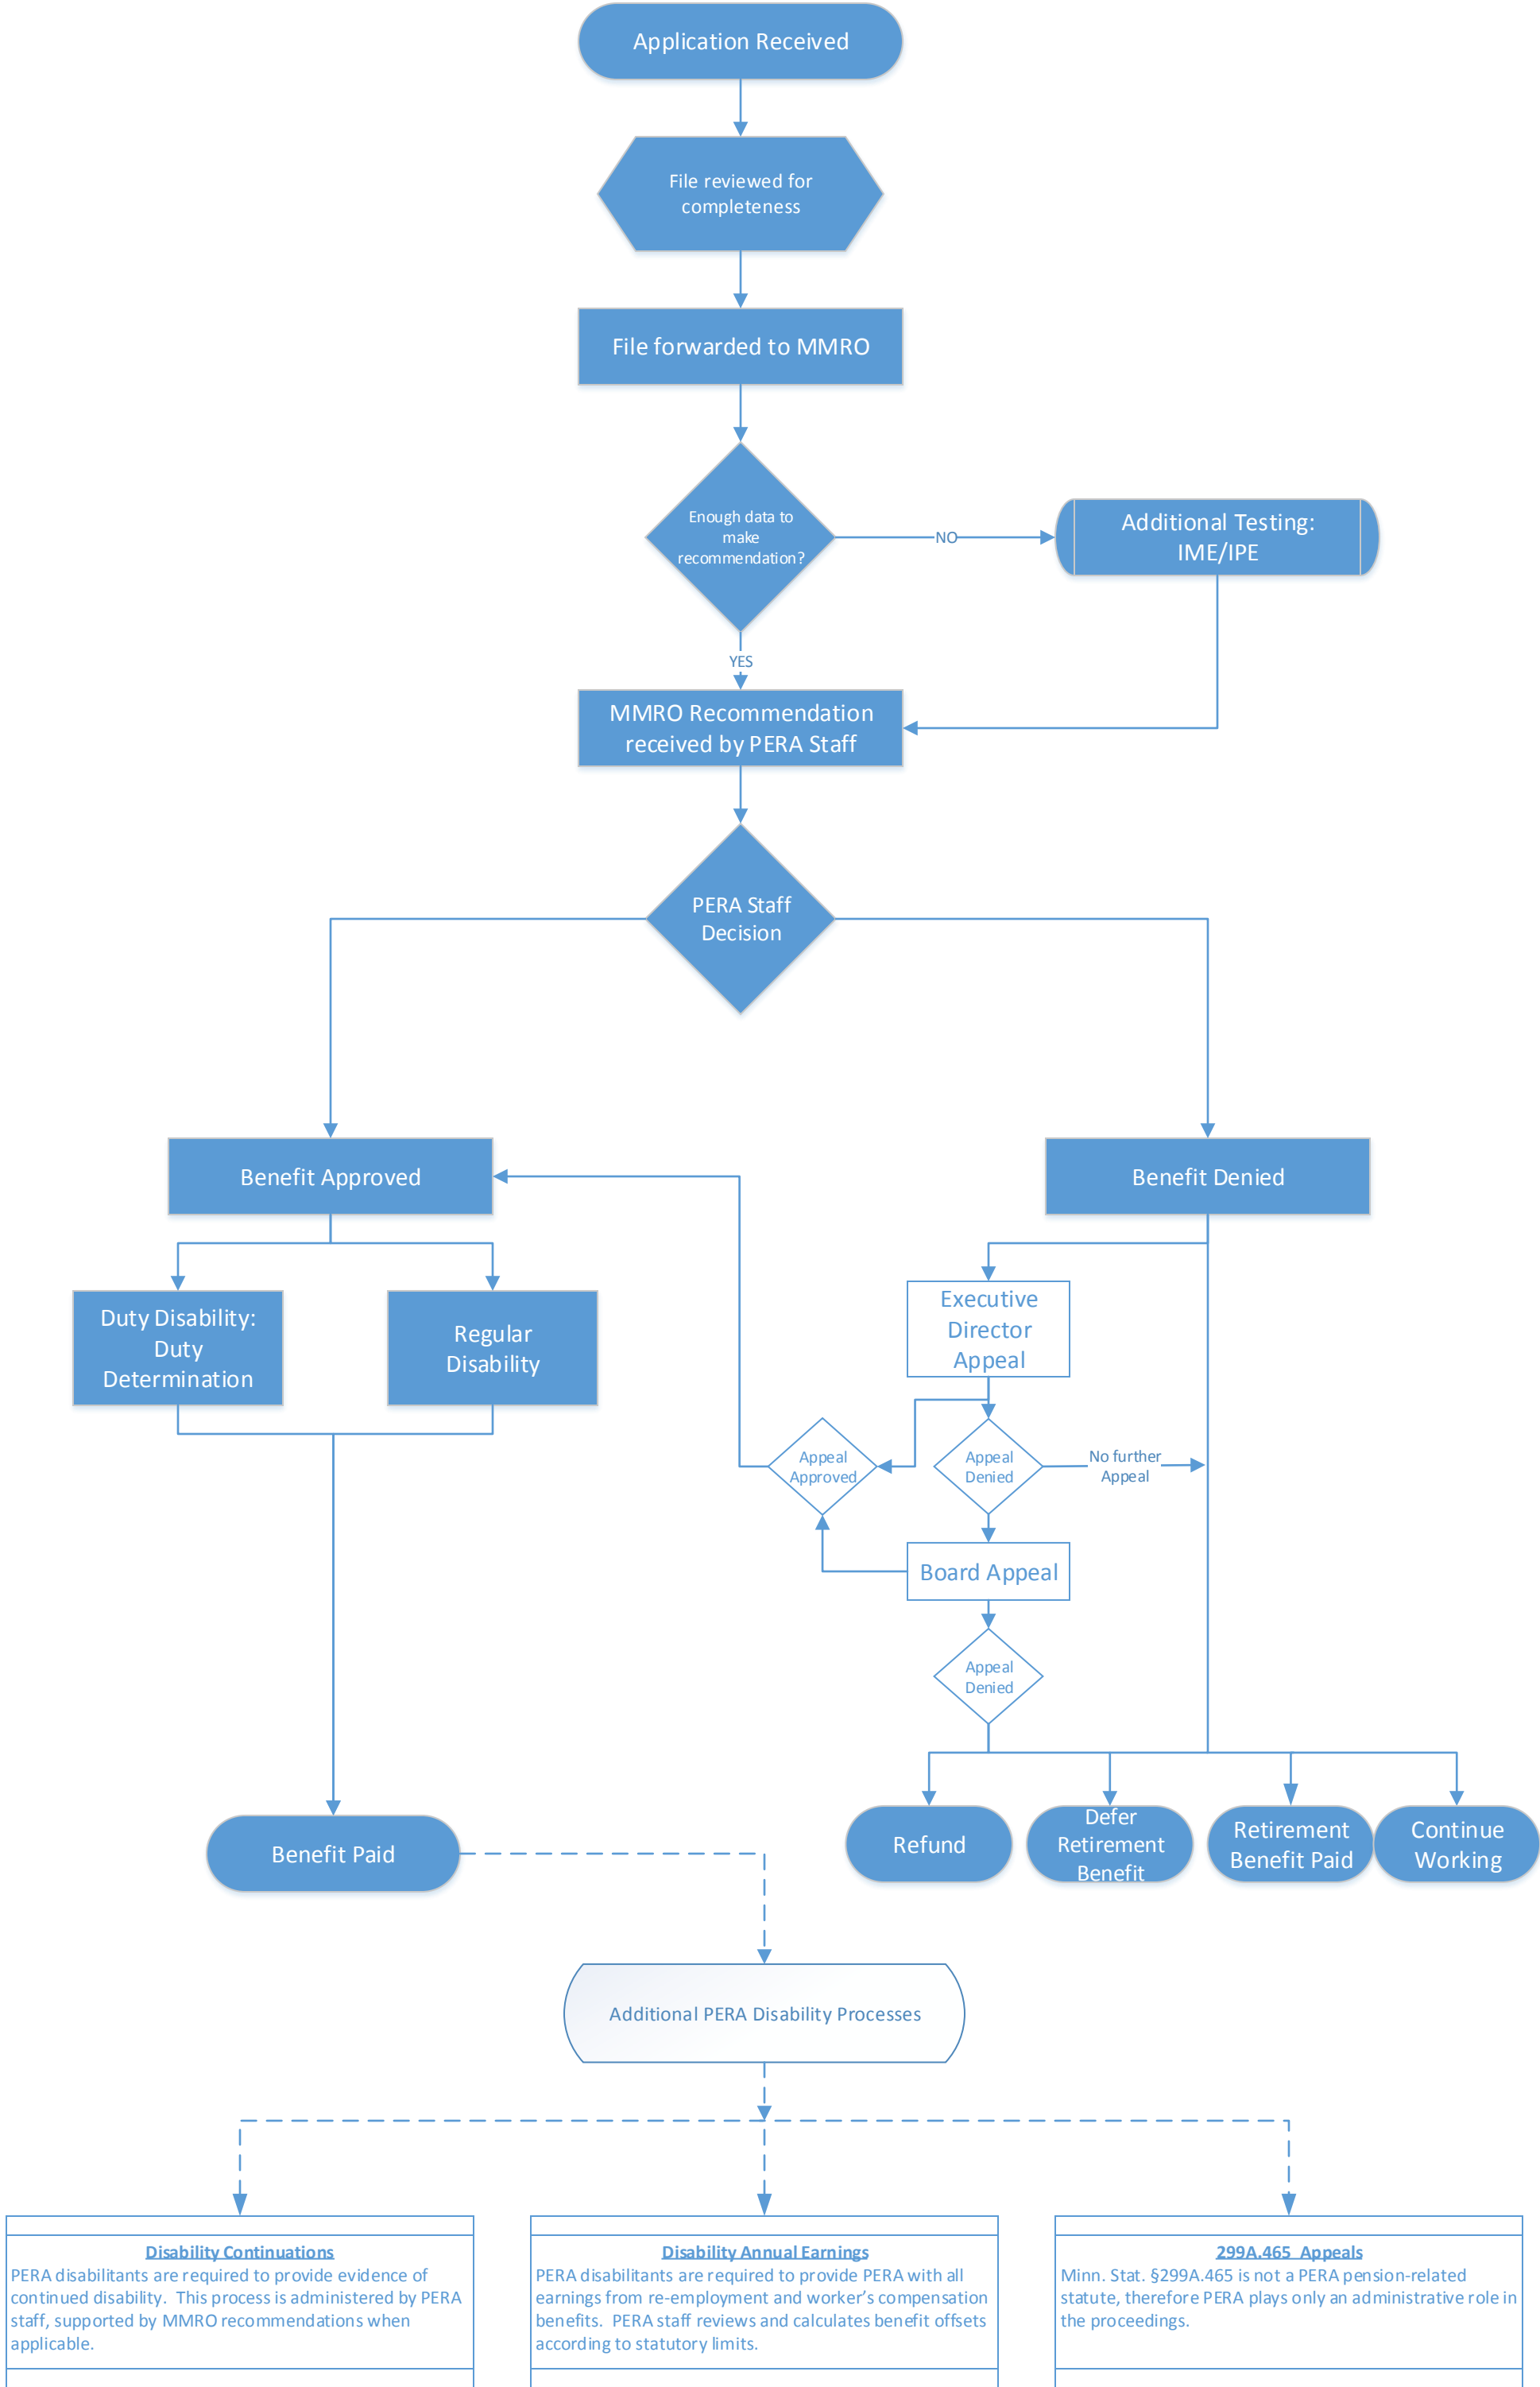 Application Received
File reviewed for
completeness
File forwarded to MMRO
Enough data to
make
recommendation?
NO
Additional Testing:
IME/IPE
YES
MMRO Recommendation
received by PERA Staff
PERA Staff
Decision
Benefit Approved
Benefit Denied
Duty Disability:
Duty
Determination
Regular
Disability
Executive
Director
Appeal
Appeal
Approved
Appeal
Denied
No further
Appeal
Board Appeal
Appeal
Denied
Benefit Paid
Refund
Defer
Retirement
Benefit
Retirement
Benefit Paid
Continue
Working
Additional PERA Disability Processes
Disability Continuations
PERA disabilitants are required to provide evidence of
continued disability.  This process is administered by PERA
staff, supported by MMRO recommendations when
applicable.
Disability Annual Earnings
PERA disabilitants are required to provide PERA with all
earnings from re-employment and worker’s compensation
benefits.  PERA staff reviews and calculates benefit offsets
according to statutory limits.
299A.465  Appeals
Minn. Stat. §299A.465 is not a PERA pension-related
statute, therefore PERA plays only an administrative role in
the proceedings.